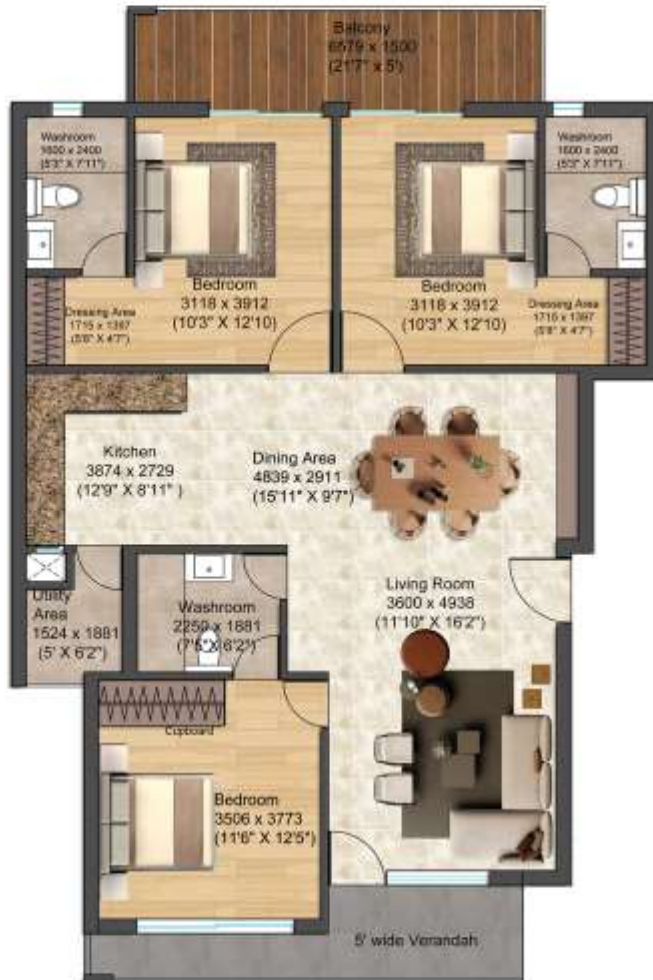 Balcony
6579 x 1500
(21'7" x 5')
Washroom
1600 x 2400
(5'3" X 7'11")
Washroom
1600 x 2400
(5'3" X 7'11")
Bedroom
3118 x 3912
(10'3" X 12'10)
Bedroom
3118 x 3912
(10'3" X 12'10)
Dressing Area
1715 x 1397
(5'8" X 4'7")
Dressing Area
1715 x 1397
(5'8" X 4'7")
Kitchen
3874 x 2729
(12'9" X 8'11" )
Dining Area
4839 x 2911
(15'11" X 9'7")
Utility
Area
1524 x 1881
(5' X 6'2")
Washroom
2250 x 1881
(7'5" X 6'2")
Living Room
3600 x 4938
(11'10" X 16'2")
Cupboard
Bedroom
3506 x 3773
(11'6" X 12'5")
5' wide Verandah